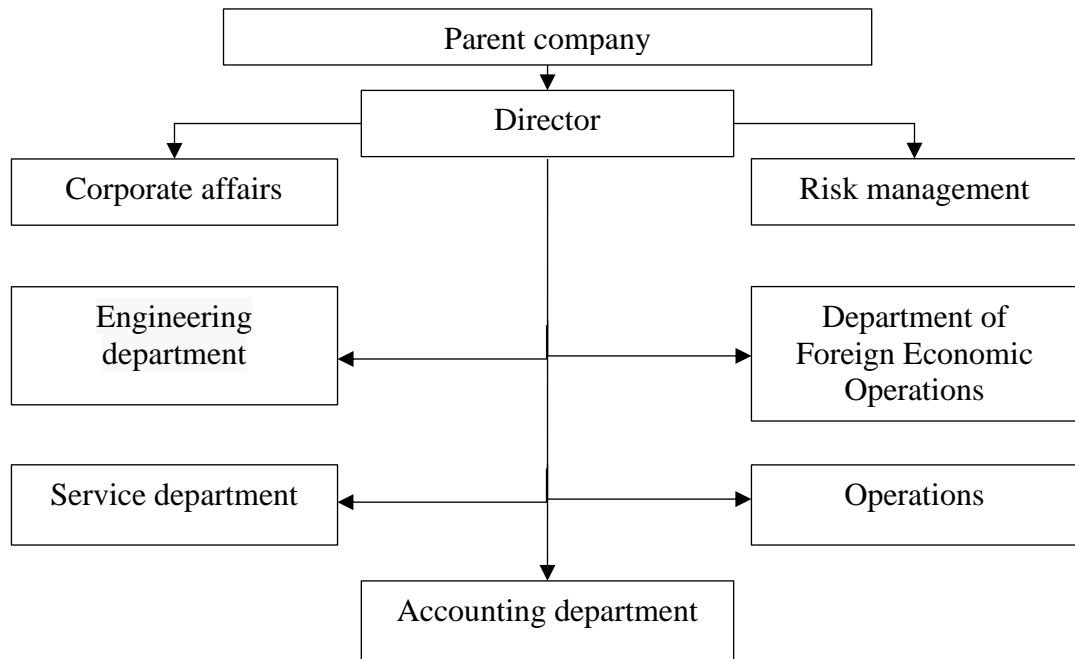 Parent company
Director
Corporate affairs
Risk management
Engineering
department
Department of
Foreign Economic
Operations
Service department
Operations
Accounting department